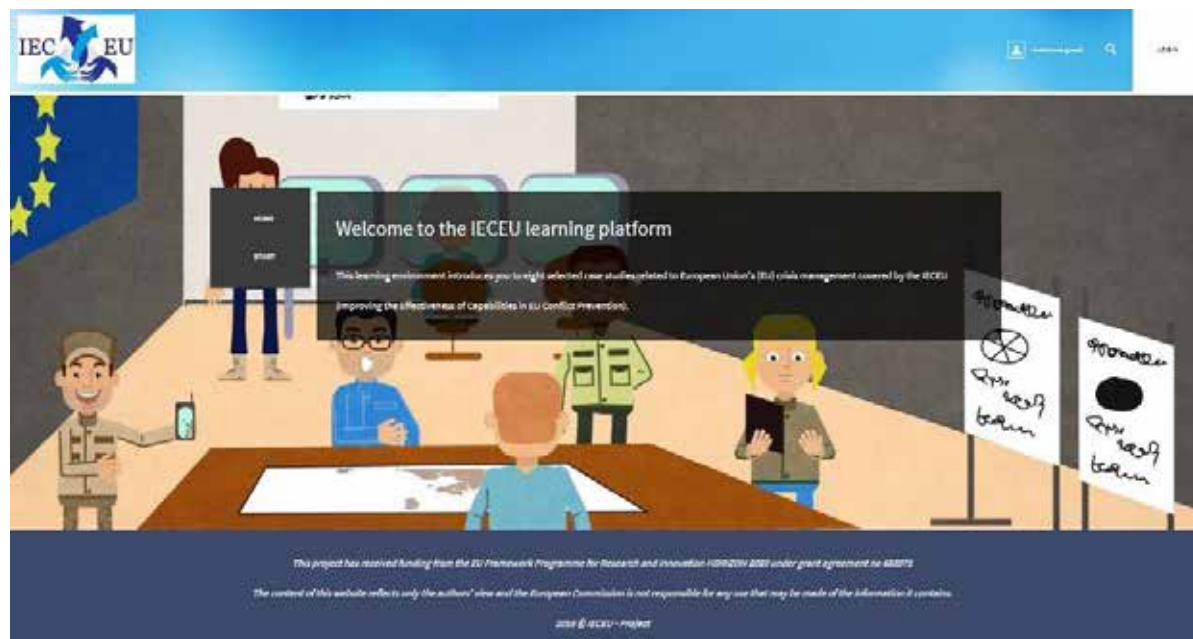 IEC EU
LOGIN
HOME
START
Welcome to the IECEU learning platform
This learning environment introduces you to eight selected case studies related to European Union's (EU) crisis management covered by the IECEU
(Improving the Effectiveness of Capabilities in EU Conflict Prevention).
This project has received funding from the EU Framework Programme for Research and Innovation HORIZON 2020 under grant agreement no
The content of this website reflects only the authors' view and the European Commission is not responsible for any use that may be made of the information it contains.
© IECEU - Project